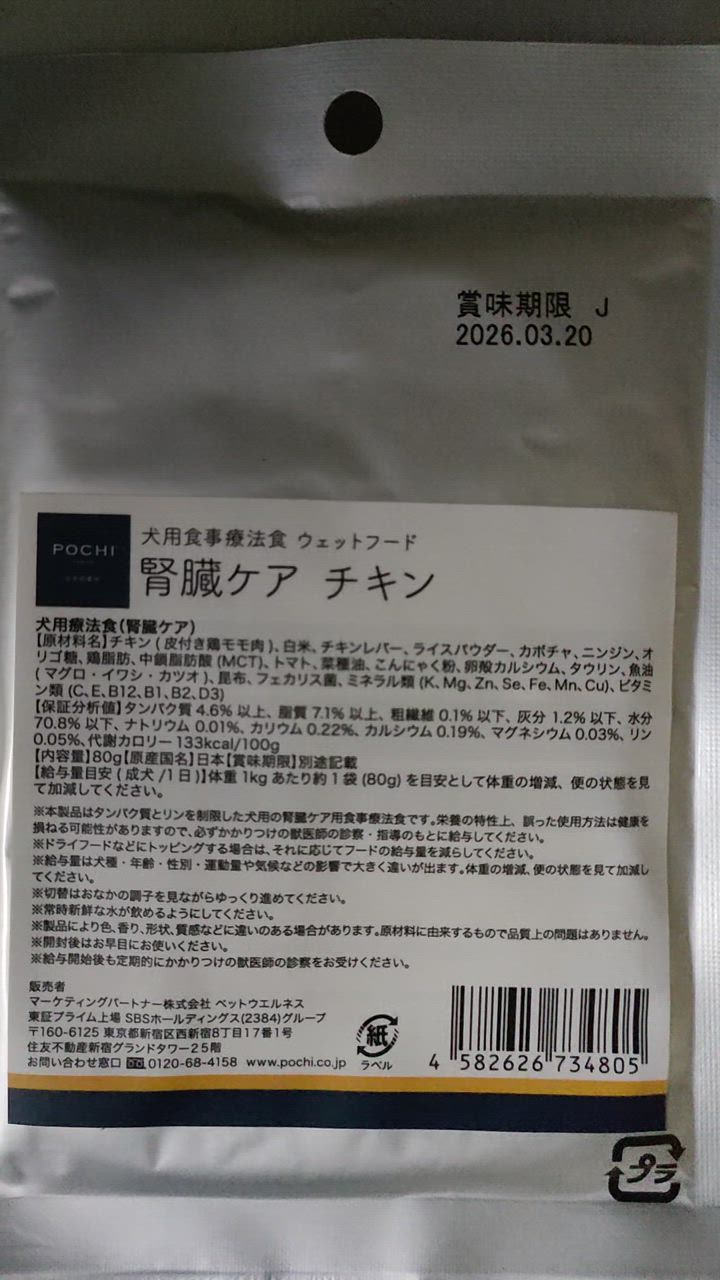 賞味期限 J
2026.03.20
POCHI
犬用食事療法食 ウェットフード
腎臓ケア チキン
犬用療法食(腎臓ケア)
【原材料名】チキン ( 皮付き鶏モモ肉 )、白米、チキンレバー、ライスパウダー、カボチャ、ニンジン、オ
リゴ糖、鶏脂肪、中鎖脂肪酸 (MCT)、トマト、菜種油、こんにゃく粉、卵殻カルシウム、タウリン、魚油
( マグロ・イワシ・カツオ )、昆布、フェカリス菌、ミネラル類 (K、Mg、Zn、Se、Fe、Mn、Cu)、ビタミ
ン類 (C、E、B12、B1、B2、D3)
【保証分析値】タンパク質 4.6% 以上、脂質 7.1% 以上、粗繊維 0.1% 以下、灰分 1.2% 以下、水分
70.8% 以下、ナトリウム 0.01%、カリウム 0.22%、カルシウム 0.19%、マグネシウム 0.03%、リン
0.05%、代謝カロリー 133kcal/100g
【内容量】80g【原産国名】日本【賞味期限】別途記載
【給与量目安 ( 成犬 /1 日 )】体重 1kg あたり約 1 袋 (80g) を目安として体重の増減、便の状態を見
て加減してください。
※本製品はタンパク質とリンを制限した犬用の腎臓ケア用食事療法食です。栄養の特性上、誤った使用方法は健康を
損ねる可能性がありますので、必ずかかりつけの獣医師の診察・指導のもとに給与してください。
※ドライフードなどにトッピングする場合は、それに応じてフードの給与量を減らしてください。
※給与量は犬種・年齢・性別・運動量や気候などの影響で大きく違いが出ます。体重の増減、便の状態を見て加減し
てください。
※切替はおなかの調子を見ながらゆっくり進めてください。
※常時新鮮な水が飲めるようにしてください。
※製品により色、香り、形状、質感などに違いのある場合があります。原材料に由来するもので品質上の問題はありません。
※開封後はお早目にお使いください。
※給与開始後も定期的にかかりつけの獣医師の診察をお受けください。
販売者
マーケティングパートナー株式会社 ペットウエルネス
東証プライム上場 SBSホールディングス(2384)グループ
〒160-6125 東京都新宿区西新宿8丁目17番1号
住友不動産新宿グランドタワー25階
お問い合わせ窓口 0120-68-4158 www.pochi.co.jp
紙
ラベル
4 582626 734805
プラ